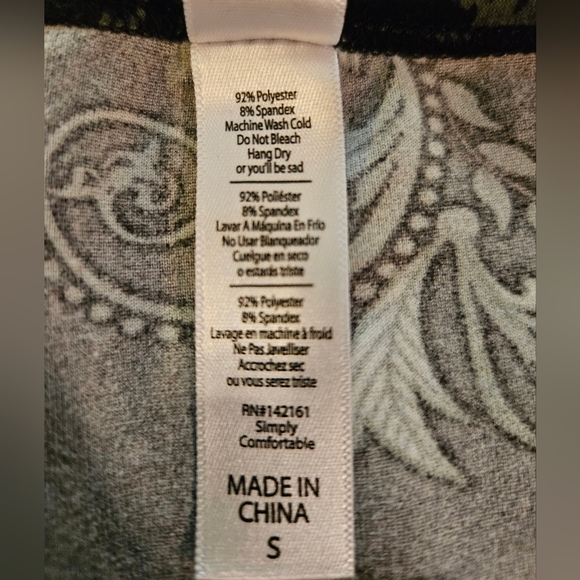 92% Polyester
8% Spandex
Machine Wash Cold
Do Not Bleach
Hang Dry
or you'll be sad
92% Poliéster
8% Spandex
Lavar A Máquina En Frío
No Usar Blanqueador
Cuelgue en seco
o estarás triste
92% Polyester
8% Spandex
Lavage en machine à froid
Ne Pas Javelliser
Accrochez sec
ou vous serez triste
RN#142161
Simply
Comfortable
MADE IN
CHINA
S